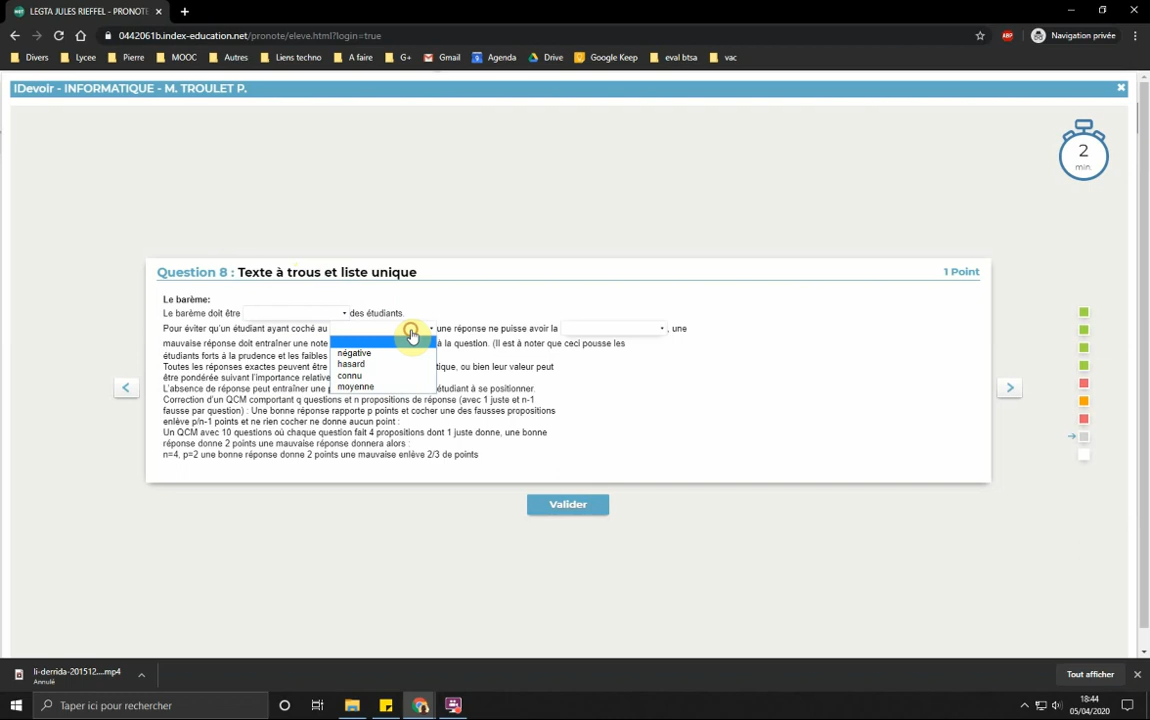 LEGTA JULES RIEFFEL - PRONOTE
0442061b.index-education.net/pronote/eleve.html?login=true
Navigation privée
Divers Lycee Pierre MOOC Autres Liens techno A faire G+ Gmail Agenda Drive Google Keep eval btsa vac
IDevoir - INFORMATIQUE - M. TROULET P.
2
min.
Question 8 : Texte à trous et liste unique
1 Point
Le barème:
Le barème doit être des étudiants.
Pour éviter qu'un étudiant ayant coché au une réponse ne puisse avoir la , une
mauvaise réponse doit entraîner une note à la question. (Il est à noter que ceci pousse les
négative
étudiants forts à la prudence et les faibles
hasard
Toutes les réponses exactes peuvent être tique, ou bien leur valeur peut
connu
être pondérée suivant l'importance relative
moyenne
L'absence de réponse peut entraîner une p étudiant à se positionner.
Correction d'un QCM comportant q questions et n propositions de réponse (avec 1 juste et n-1
fausse par question) : Une bonne réponse rapporte p points et cocher une des fausses propositions
enlève p/n-1 points et ne rien cocher ne donne aucun point :
Un QCM avec 10 questions où chaque question fait 4 propositions dont 1 juste donne, une bonne
réponse donne 2 points une mauvaise réponse donnera alors :
n=4, p=2 une bonne réponse donne 2 points une mauvaise enlève 2/3 de points
Valider
li-derrida-201512....mp4
Annulé
Tout afficher
Taper ici pour rechercher
18:44
05/04/2020